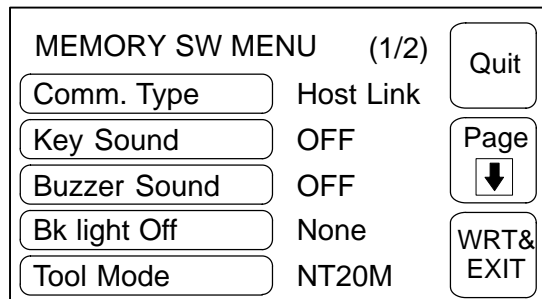 MEMORY SW MENU (1/2)
Quit
Comm. Type Host Link
Key Sound OFF
Page
Buzzer Sound OFF
Bk light Off None
WRT&
EXIT
Tool Mode NT20M